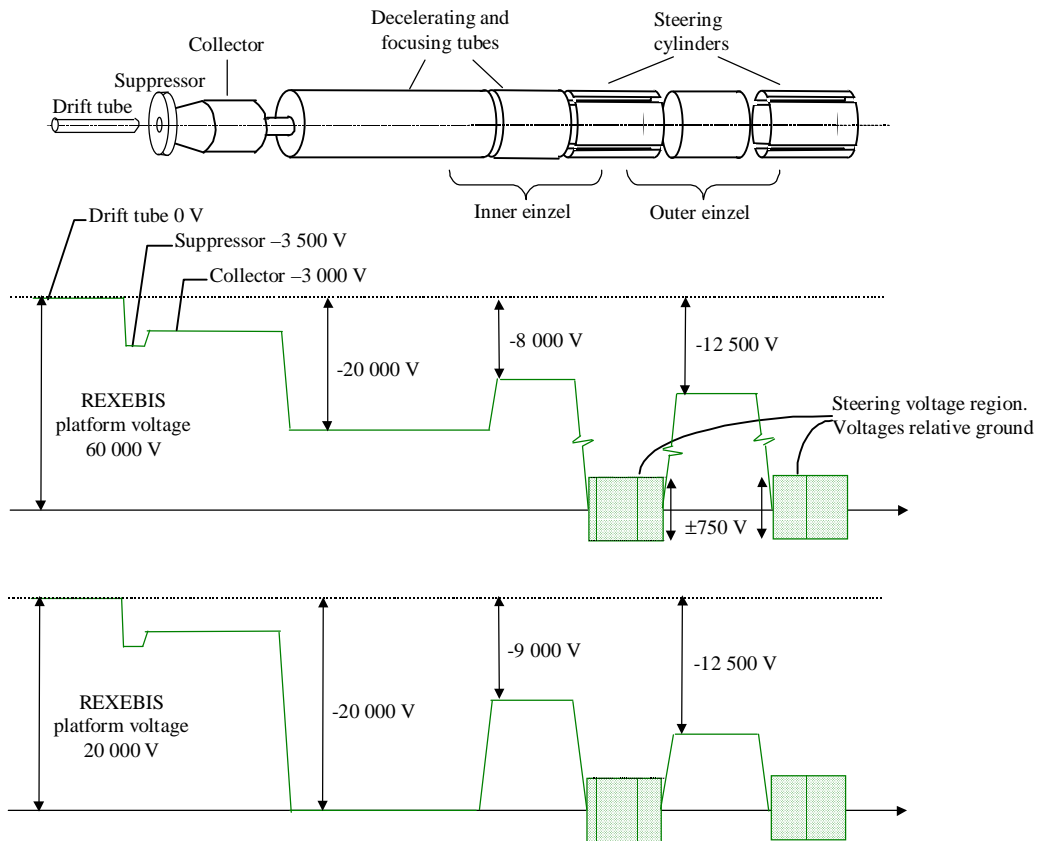 Decelerating and
focusing tubes
Steering
cylinders
Collector
Suppressor
Drift tube
Inner einzel
Outer einzel
Drift tube 0 V
Suppressor –3 500 V
Collector –3 000 V
-8 000 V
-12 500 V
-20 000 V
REXEBIS
platform voltage
60 000 V
Steering voltage region.
Voltages relative ground
±750 V
-9 000 V
-12 500 V
-20 000 V
REXEBIS
platform voltage
20 000 V